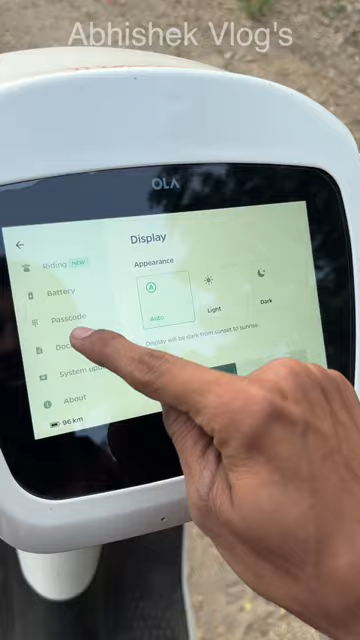 Abhishek Vlog's
OLA
Display
Riding NEW
Battery
Passcode
System
About
96 km
Appearance
Auto
Light
Dark
Display will be dark from sunset to sunrise.